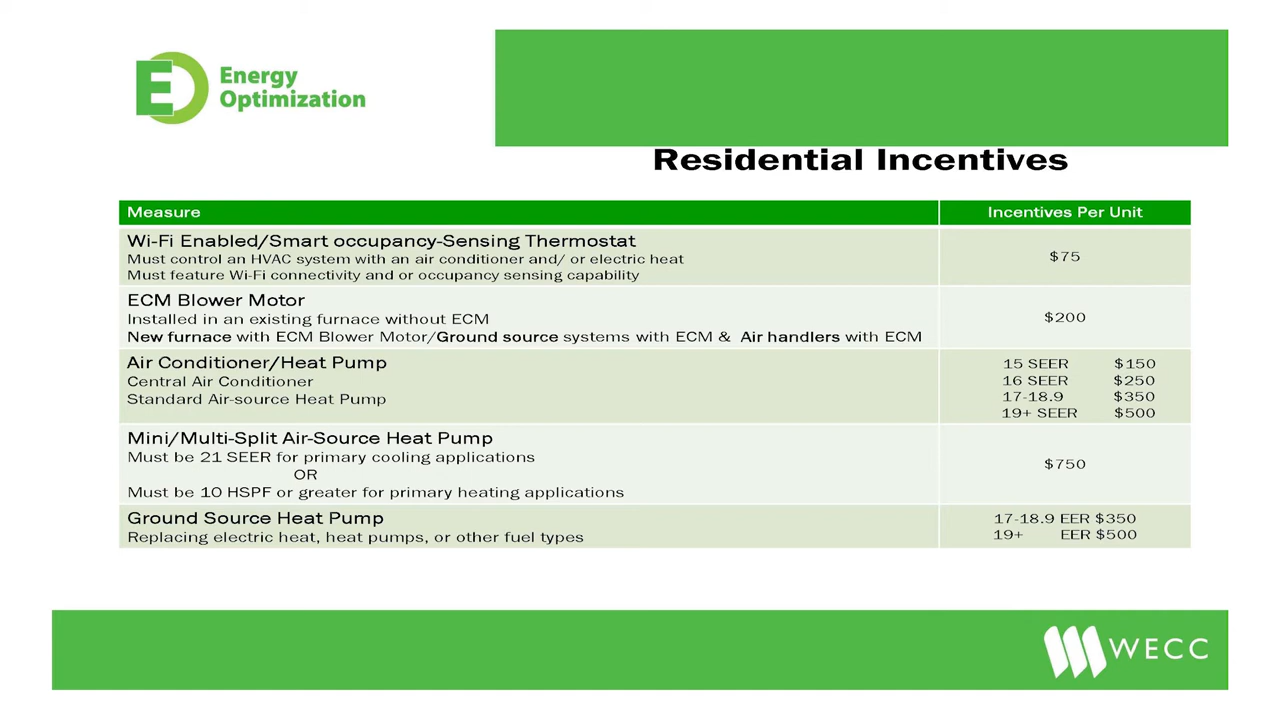 EO Energy
Optimization
Residential Incentives
Measure Incentives Per Unit
Wi-Fi Enabled/Smart occupancy-Sensing Thermostat
Must control an HVAC system with an air conditioner and/ or electric heat
Must feature Wi-Fi connectivity and or occupancy sensing capability
$75
ECM Blower Motor
Installed in an existing furnace without ECM
New furnace with ECM Blower Motor/Ground source systems with ECM & Air handlers with ECM
$200
Air Conditioner/Heat Pump
Central Air Conditioner
Standard Air-source Heat Pump
15 SEER $150
16 SEER $250
17-18.9 $350
19+ SEER $500
Mini/Multi-Split Air-Source Heat Pump
Must be 21 SEER for primary cooling applications
OR
Must be 10 HSPF or greater for primary heating applications
$750
Ground Source Heat Pump
Replacing electric heat, heat pumps, or other fuel types
17-18.9 EER $350
19+ EER $500
WECC